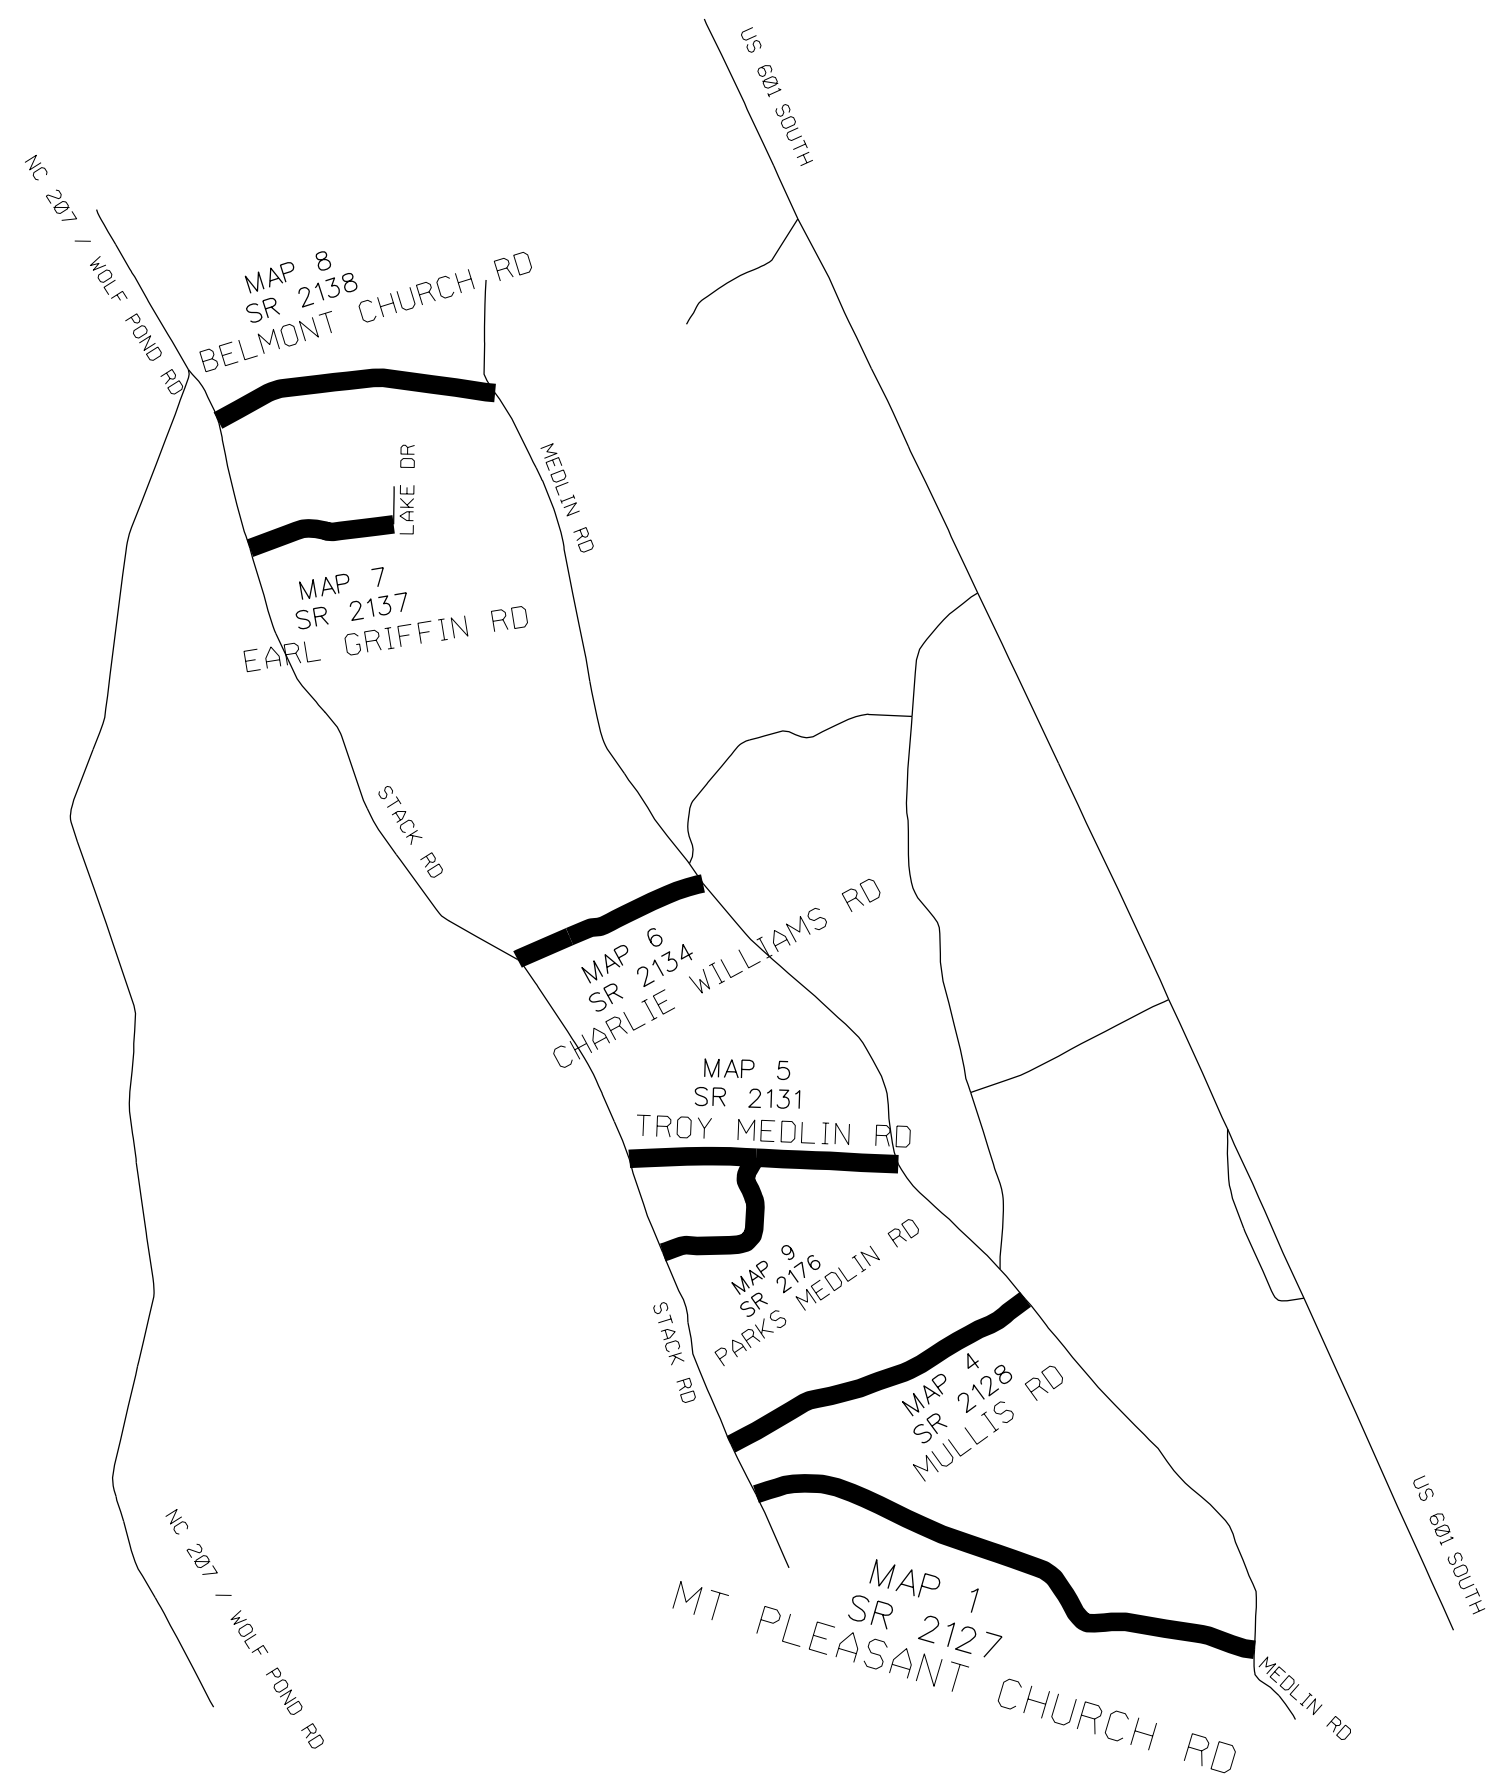 US 601 SOUTH
NC 207 / WOLF POND RD
MAP 8
SR 2138
BELMONT CHURCH RD
LAKE DR
MEDLIN RD
MAP 7
SR 2137
EARL GRIFFIN RD
STACK RD
MAP 6
SR 2134
CHARLIE WILLIAMS RD
MAP 5
SR 2131
TROY MEDLIN RD
MAP 9
SR 2176
PARKS MEDLIN RD
STACK RD
MAP 4
SR 2128
MULLIS RD
US 601 SOUTH
NC 207 / WOLF POND RD
MAP 1
SR 2127
MT PLEASANT CHURCH RD
MEDLIN RD